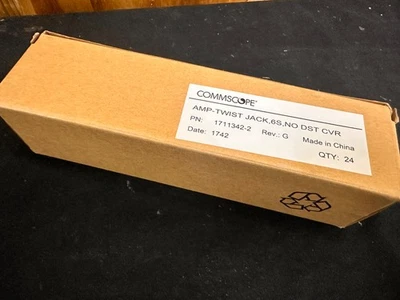 COMMSCOPE®
AMP-TWIST JACK,6S,NO DST CVR
PN: 1711342-2 Rev.: G Made in China
Date: 1742 QTY: 24